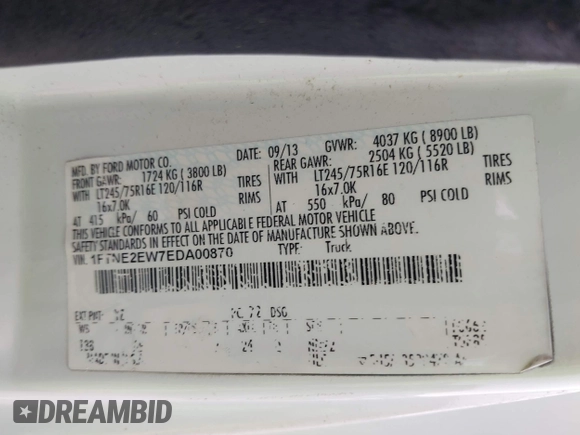 MFD. BY FORD MOTOR CO.
09/13 GVWR: 4037 KG ( 8900 LB)
FRONT GAWR: 1724 KG ( 3800 LB)
REAR GAWR: 2504 KG ( 5520 LB)
WITH LT245/75R16E 120/116R TIRES
WITH LT245/75R16E 120/116R TIRES
16x7.0K RIMS
16x7.0K RIMS
AT 415 kPa/ 60 PSI COLD
AT 550 kPa/ 80 PSI COLD
THIS VEHICLE CONFORMS TO ALL APPLICABLE FEDERAL MOTOR VEHICLE
SAFETY STANDARDS IN EFFECT ON THE DATE OF MANUFACTURE SHOWN ABOVE.
VIN: 1FTNE2EW7EDA00870
TYPE: Truck
EXT PNT: DSO
DREAMBID